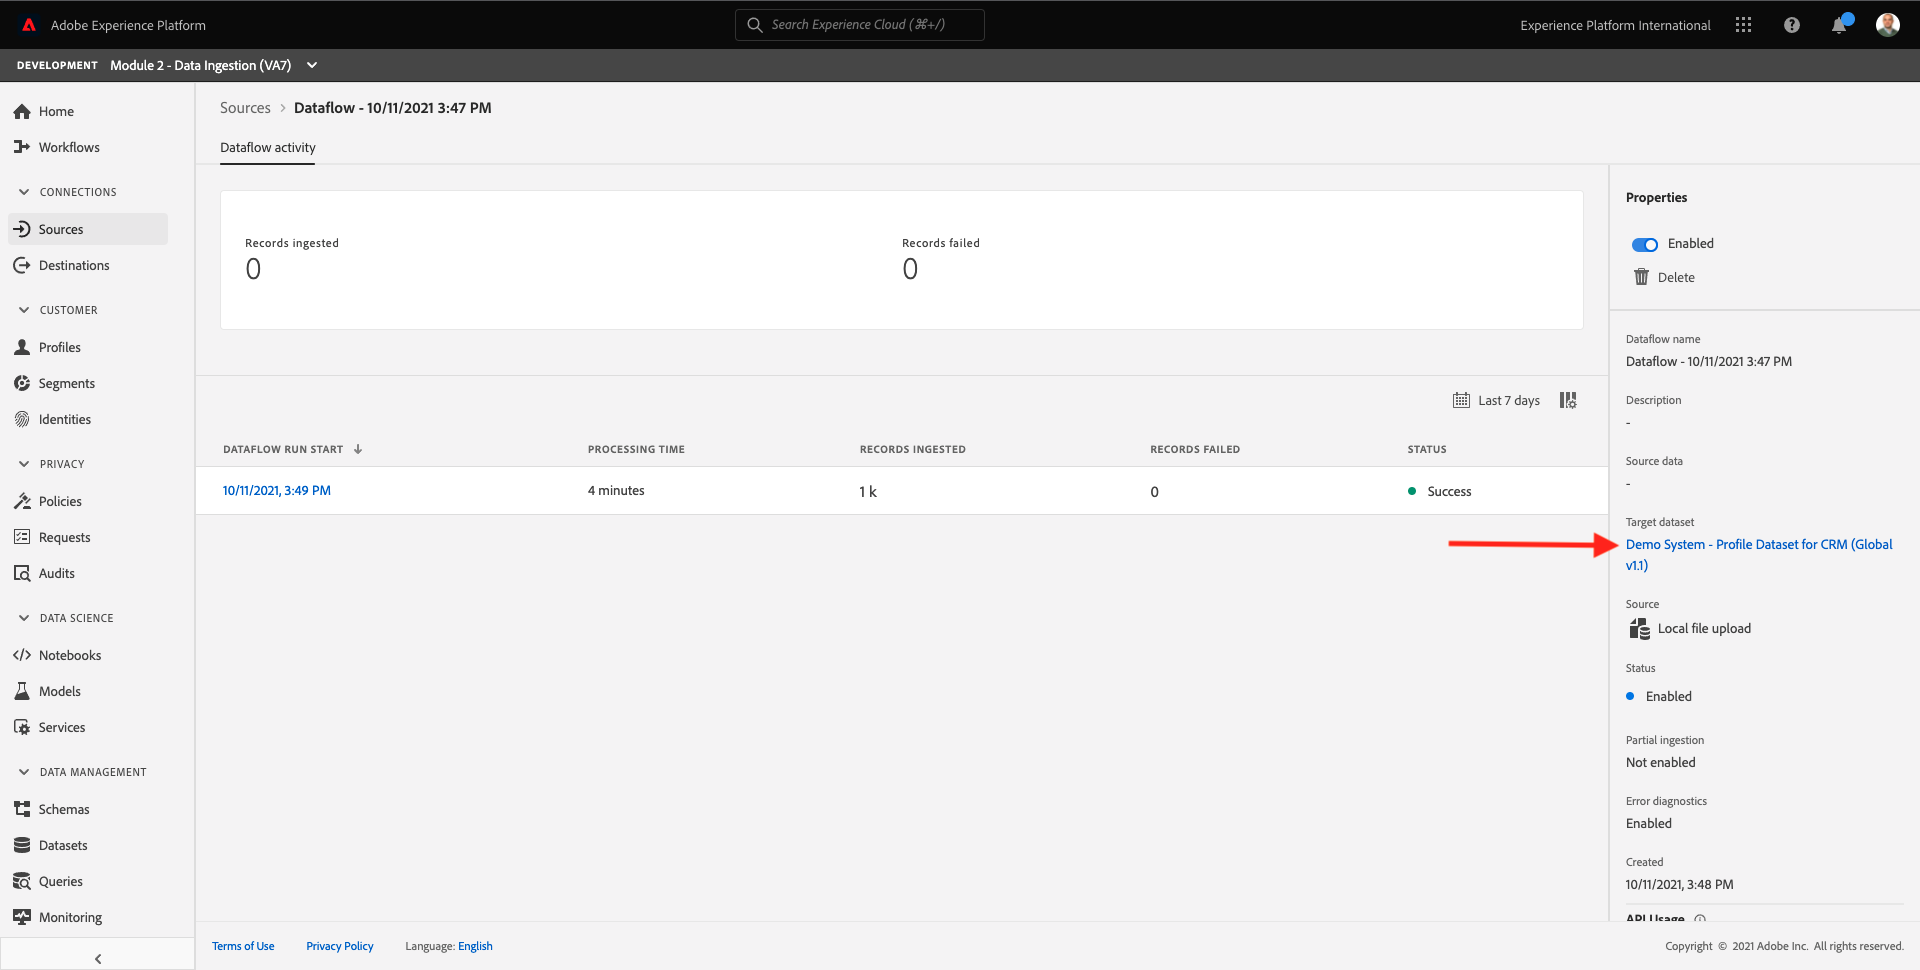 Adobe Experience Platform
Search Experience Cloud (⌘+/)
Experience Platform International
DEVELOPMENT Module 2 - Data Ingestion (VA7)
Home
Workflows
CONNECTIONS
Sources
Destinations
CUSTOMER
Profiles
Segments
Identities
PRIVACY
Policies
Requests
Audits
DATA SCIENCE
Notebooks
Models
Services
DATA MANAGEMENT
Schemas
Datasets
Queries
Monitoring
Sources > Dataflow - 10/11/2021 3:47 PM
Dataflow activity
Records ingested
0
Records failed
0
Last 7 days
DATAFLOW RUN START ↓ PROCESSING TIME RECORDS INGESTED RECORDS FAILED STATUS
10/11/2021, 3:49 PM 4 minutes 1 k 0 Success
Properties
Enabled
Delete
Dataflow name
Dataflow - 10/11/2021 3:47 PM
Description
-
Source data
-
Target dataset
Demo System - Profile Dataset for CRM (Global
v1.1)
Source
Local file upload
Status
Enabled
Partial ingestion
Not enabled
Error diagnostics
Enabled
Created
10/11/2021, 3:48 PM
API Usage
Terms of Use Privacy Policy Language: English
Copyright © 2021 Adobe Inc. All rights reserved.